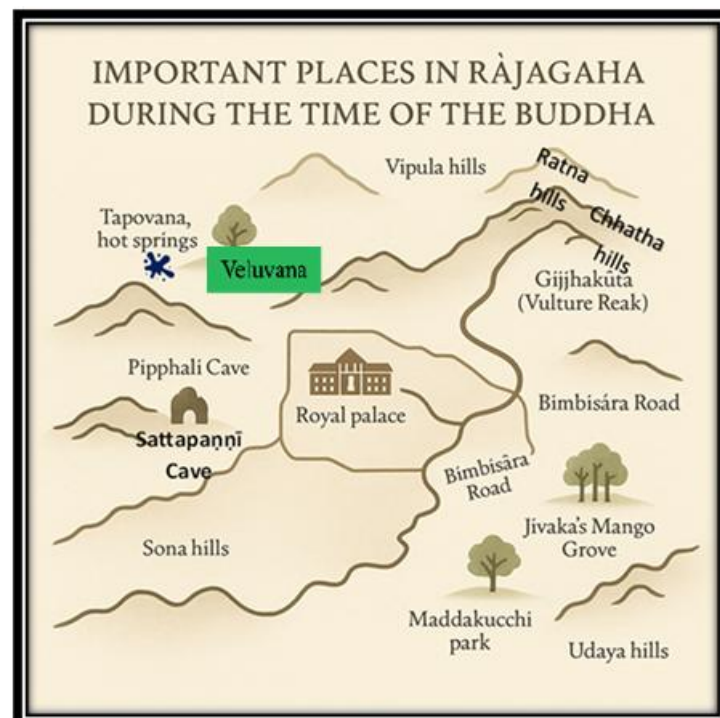 IMPORTANT PLACES IN RÀJAGAHA
DURING THE TIME OF THE BUDDHA
Vipula hills
Ratna
hills
Chhatha
hills
Tapovana,
hot springs
Veluvana
Gijjhakūta
(Vulture Reak)
Pipphali Cave
Royal palace
Bimbisára Road
Sattapaṇṇī
Cave
Bimbisâra
Road
Jivaka's Mango
Grove
Sona hills
Maddakucchi
park
Udaya hills